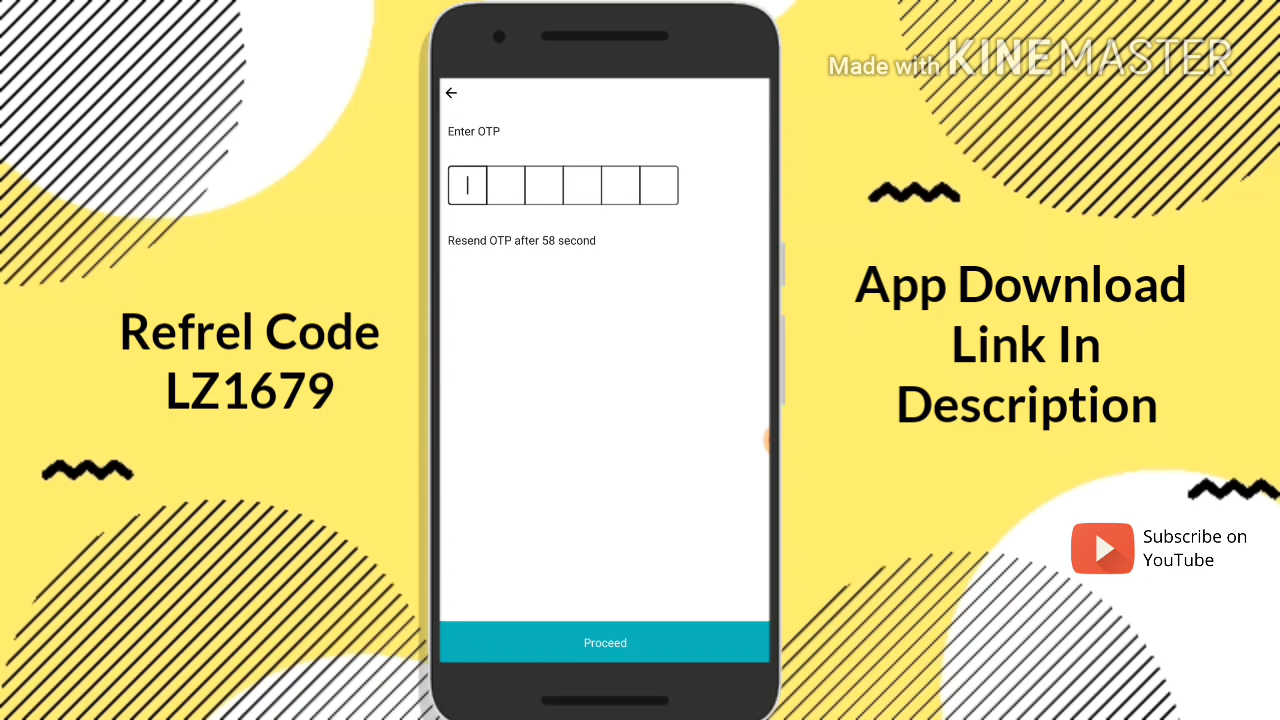 Made with KINEMASTER
Enter OTP
Resend OTP after 58 second
Refrel Code
LZ1679
App Download
Link In
Description
Subscribe on
YouTube
Proceed